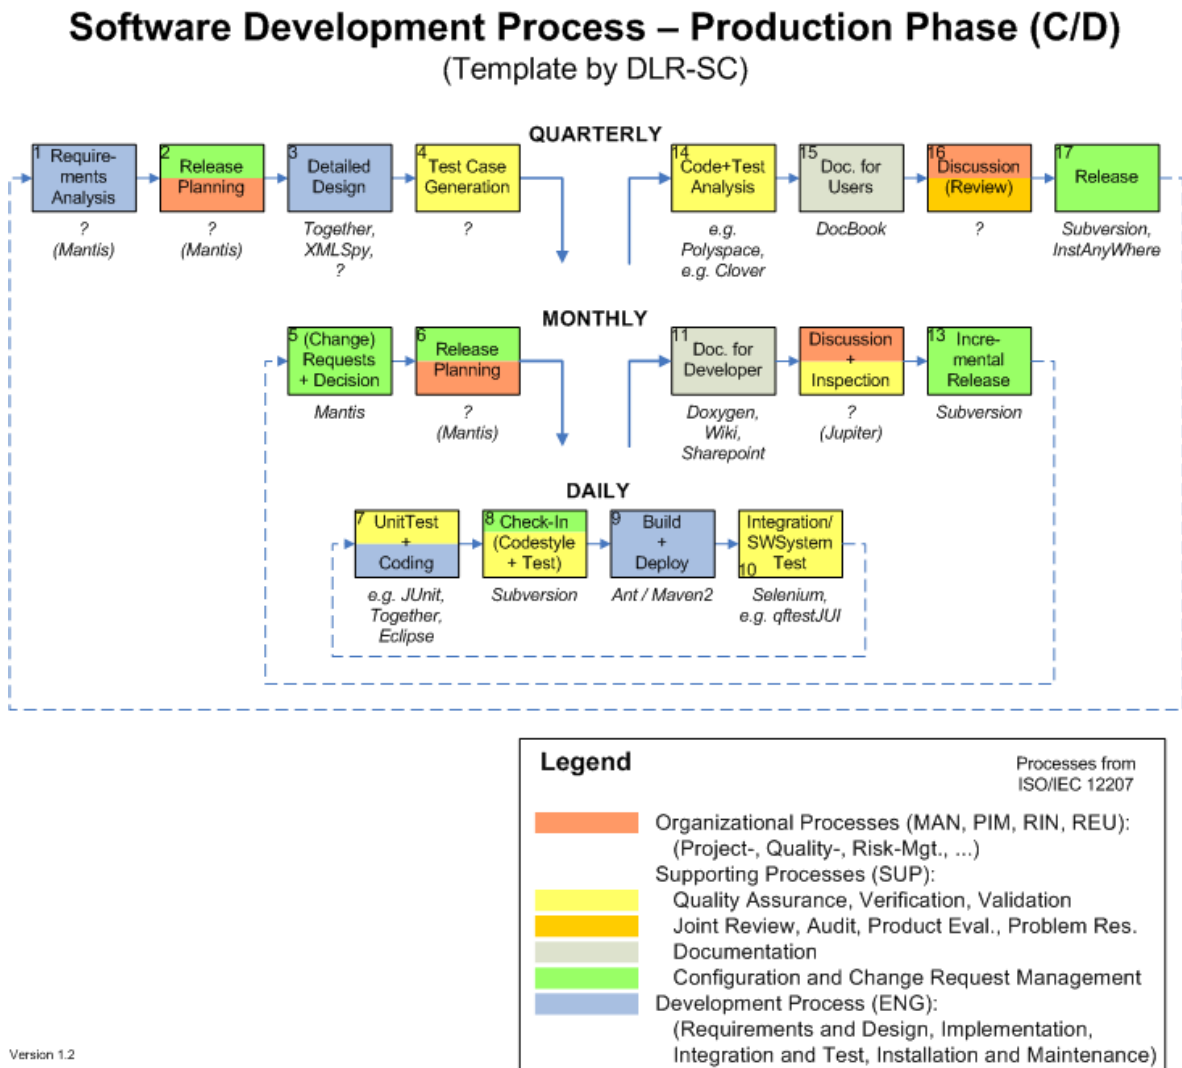 Software Development Process – Production Phase (C/D)
(Template by DLR-SC)
QUARTERLY
1
Require-
ments
Analysis
?
(Mantis)
2
Release
Planning
?
(Mantis)
3
Detailed
Design
Together,
XMLSpy,
?
4
Test Case
Generation
?
14
Code+Test
Analysis
e.g.
Polyspace,
e.g. Clover
15
Doc. for
Users
DocBook
16
Discussion
(Review)
?
17
Release
Subversion,
InstAnyWhere
MONTHLY
5
(Change)
Requests
+ Decision
Mantis
6
Release
Planning
?
(Mantis)
11
Doc. for
Developer
Doxygen,
Wiki,
Sharepoint
Discussion
+
Inspection
?
(Jupiter)
13
Incre-
mental
Release
Subversion
DAILY
7
UnitTest
+
Coding
e.g. JUnit,
Together,
Eclipse
8
Check-In
(Codestyle
+ Test)
Subversion
9
Build
+
Deploy
Ant / Maven2
Integration/
SWSystem
Test
10
Selenium,
e.g. qftestJUI
Legend
Processes from
ISO/IEC 12207
Organizational Processes (MAN, PIM, RIN, REU):
(Project-, Quality-, Risk-Mgt., ...)
Supporting Processes (SUP):
Quality Assurance, Verification, Validation
Joint Review, Audit, Product Eval., Problem Res.
Documentation
Configuration and Change Request Management
Development Process (ENG):
(Requirements and Design, Implementation,
Integration and Test, Installation and Maintenance)
Version 1.2